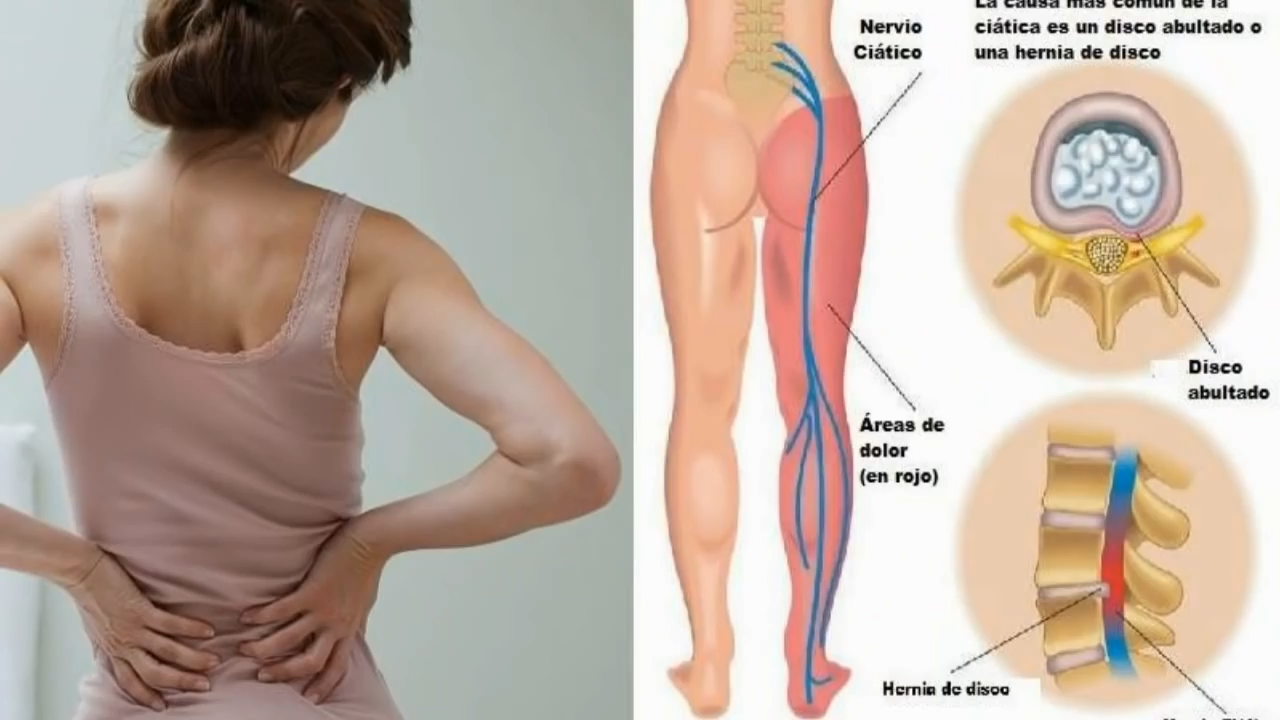 La causa más común de la
ciática es un disco abultado o
una hernia de disco
Nervio
Ciático
Disco
abultado
Áreas de
dolor
(en rojo)
Hernia de disco